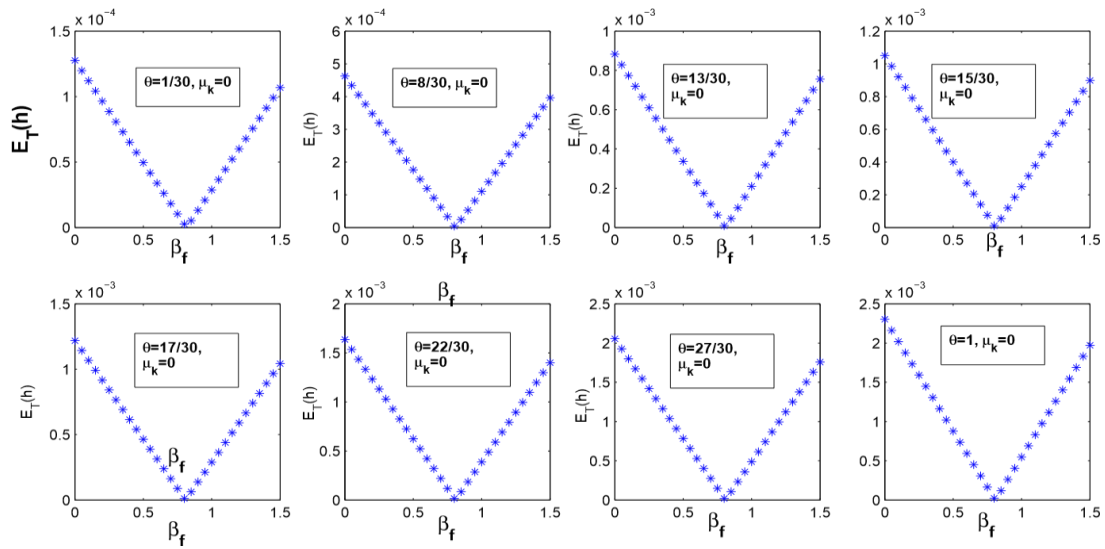 x 10⁻⁴
1.5
1
0.5
0
E_T(h)
θ=1/30, μ_k=0
0 0.5 1 1.5
β_f
x 10⁻⁴
6
5
4
3
2
1
0
E_T(h)
θ=8/30, μ_k=0
0 0.5 1 1.5
β_f
x 10⁻³
1
0.8
0.6
0.4
0.2
0
E_T(h)
θ=13/30,
μ_k=0
0 0.5 1 1.5
β_f
x 10⁻³
1.2
1
0.8
0.6
0.4
0.2
0
E_T(h)
θ=15/30,
μ_k=0
0 0.5 1 1.5
β_f
x 10⁻³
1.5
1
0.5
0
E_T(h)
θ=17/30,
μ_k=0
β_f
0 0.5 1 1.5
β_f
β_f
x 10⁻³
2
1.5
1
0.5
0
E_T(h)
θ=22/30,
μ_k=0
0 0.5 1 1.5
β_f
x 10⁻³
2.5
2
1.5
1
0.5
0
E_T(h)
θ=27/30,
μ_k=0
0 0.5 1 1.5
β_f
x 10⁻³
2.5
2
1.5
1
0.5
0
E_T(h)
θ=1, μ_k=0
0 0.5 1 1.5
β_f